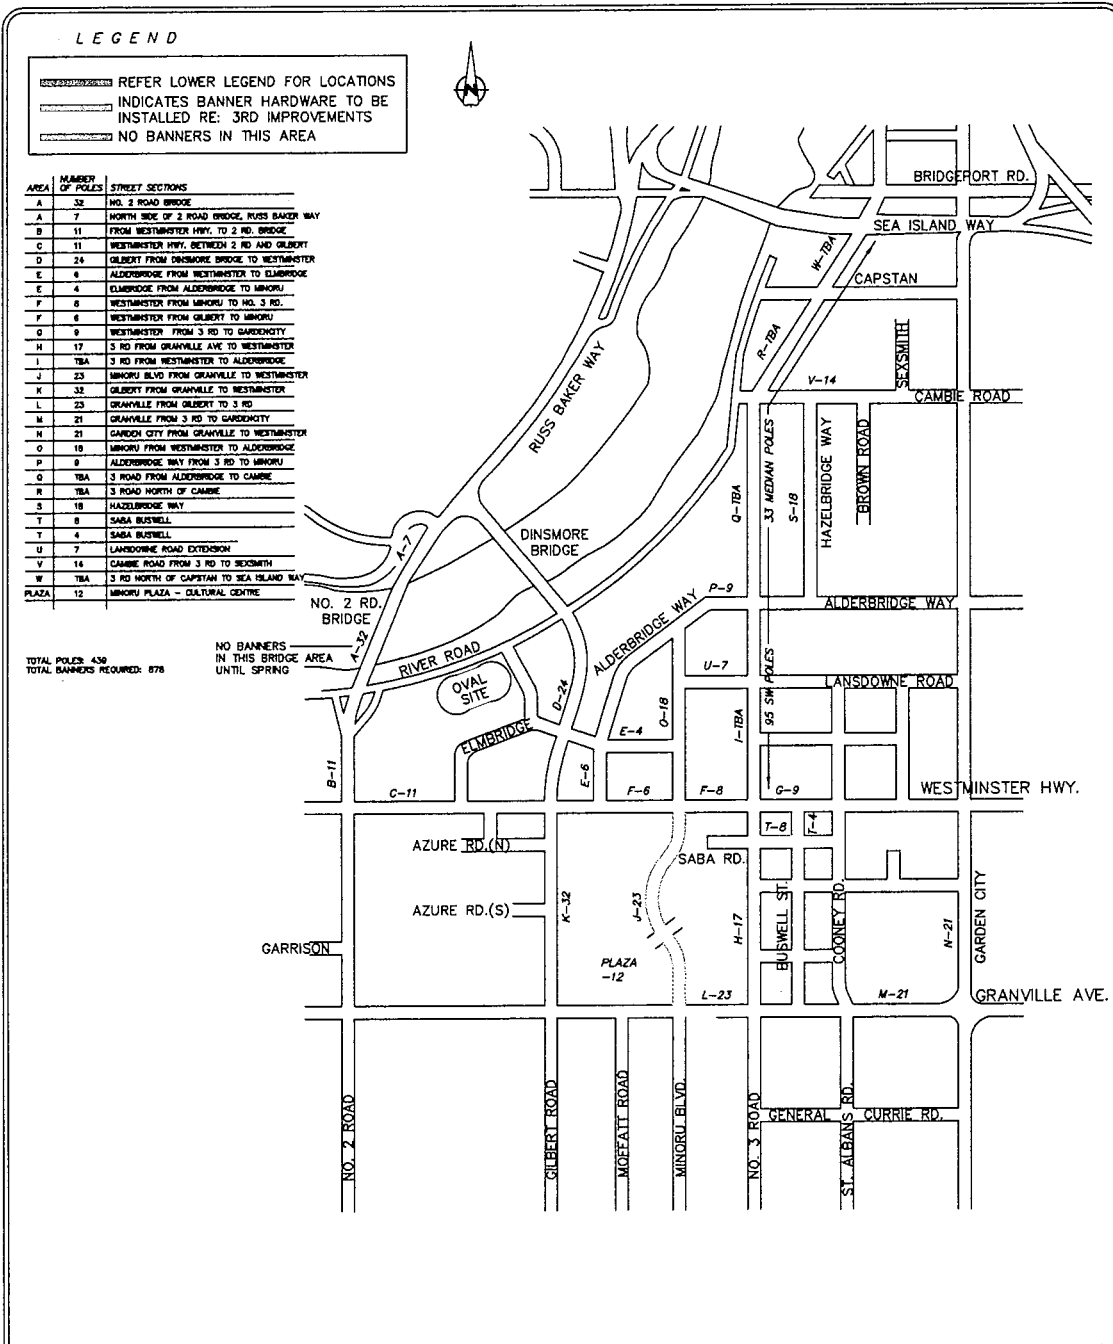 LEGEND
REFER LOWER LEGEND FOR LOCATIONS
INDICATES BANNER HARDWARE TO BE
INSTALLED RE: 3RD IMPROVEMENTS
NO BANNERS IN THIS AREA
AREA NUMBER OF POLES STREET SECTIONS
A 32 NO. 2 ROAD BRIDGE
A 7 NORTH SIDE OF 2 ROAD BRIDGE, RUSS BAKER WAY
B 11 FROM WESTMINSTER HWY. TO 2 RD. BRIDGE
C 11 WESTMINSTER HWY. BETWEEN 2 RD AND GILBERT
D 24 GILBERT FROM DINSMORE BRIDGE TO WESTMINSTER
E 6 ALDERBRIDGE FROM WESTMINSTER TO ELMBRIDGE
E 4 ELMBRIDGE FROM ALDERBRIDGE TO MINORU
F 8 WESTMINSTER FROM MINORU TO NO. 3 RD.
F 6 WESTMINSTER FROM GILBERT TO MINORU
G 9 WESTMINSTER FROM 3 RD TO GARDENCITY
H 17 3 RD FROM GRANVILLE AVE TO WESTMINSTER
I TBA 3 RD FROM WESTMINSTER TO ALDERBRIDGE
J 23 MINORU BLVD FROM GRANVILLE TO WESTMINSTER
K 32 GILBERT FROM GRANVILLE TO WESTMINSTER
L 23 GRANVILLE FROM GILBERT TO 3 RD
M 21 GRANVILLE FROM 3 RD TO GARDENCITY
N 21 GARDEN CITY FROM GRANVILLE TO WESTMINSTER
O 18 MINORU FROM WESTMINSTER TO ALDERBRIDGE
P 9 ALDERBRIDGE WAY FROM 3 RD TO MINORU
Q TBA 3 ROAD FROM ALDERBRIDGE TO CAMBIE
R TBA 3 ROAD NORTH OF CAMBIE
S 18 HAZELBRIDGE WAY
T 8 SABA BUSWELL
T 4 SABA BUSWELL
U 7 LANSDOWNE ROAD EXTENSION
V 14 CAMBIE ROAD FROM 3 RD TO SEXSMITH
W TBA 3 RD NORTH OF CAPSTAN TO SEA ISLAND WAY
PLAZA 12 MINORU PLAZA - CULTURAL CENTRE
TOTAL POLES: 439
TOTAL BANNERS REQUIRED: 878
BRIDGEPORT RD.
SEA ISLAND WAY
W-TBA
CAPSTAN
R-TBA
SEXSMITH
V-14
CAMBIE ROAD
RUSS BAKER WAY
Q-TBA
33 MEDIAN POLES
S-18
HAZELBRIDGE WAY
BROWN ROAD
DINSMORE
BRIDGE
A-7
NO. 2 RD.
BRIDGE
A-32
NO BANNERS
IN THIS BRIDGE AREA
UNTIL SPRING
RIVER ROAD
OVAL
SITE
ALDERBRIDGE WAY
P-9
ALDERBRIDGE WAY
U-7
LANSDOWNE ROAD
D-24
O-18
I-TBA
95 SW POLES
E-4
ELMBRIDGE
B-11
C-11
E-6
F-6
F-8
G-9
WESTMINSTER HWY.
T-8
T-4
AZURE RD.(N)
SABA RD.
AZURE RD.(S)
K-32
J-23
H-17
BUSWELL ST.
COONEY RD.
N-21
GARDEN CITY
GARRISON
PLAZA
-12
L-23
M-21
GRANVILLE AVE.
NO. 2 ROAD
GILBERT ROAD
MOFFATT ROAD
MINORU BLVD.
NO. 3 ROAD
GENERAL CURRIE RD.
ST. ALBANS RD.